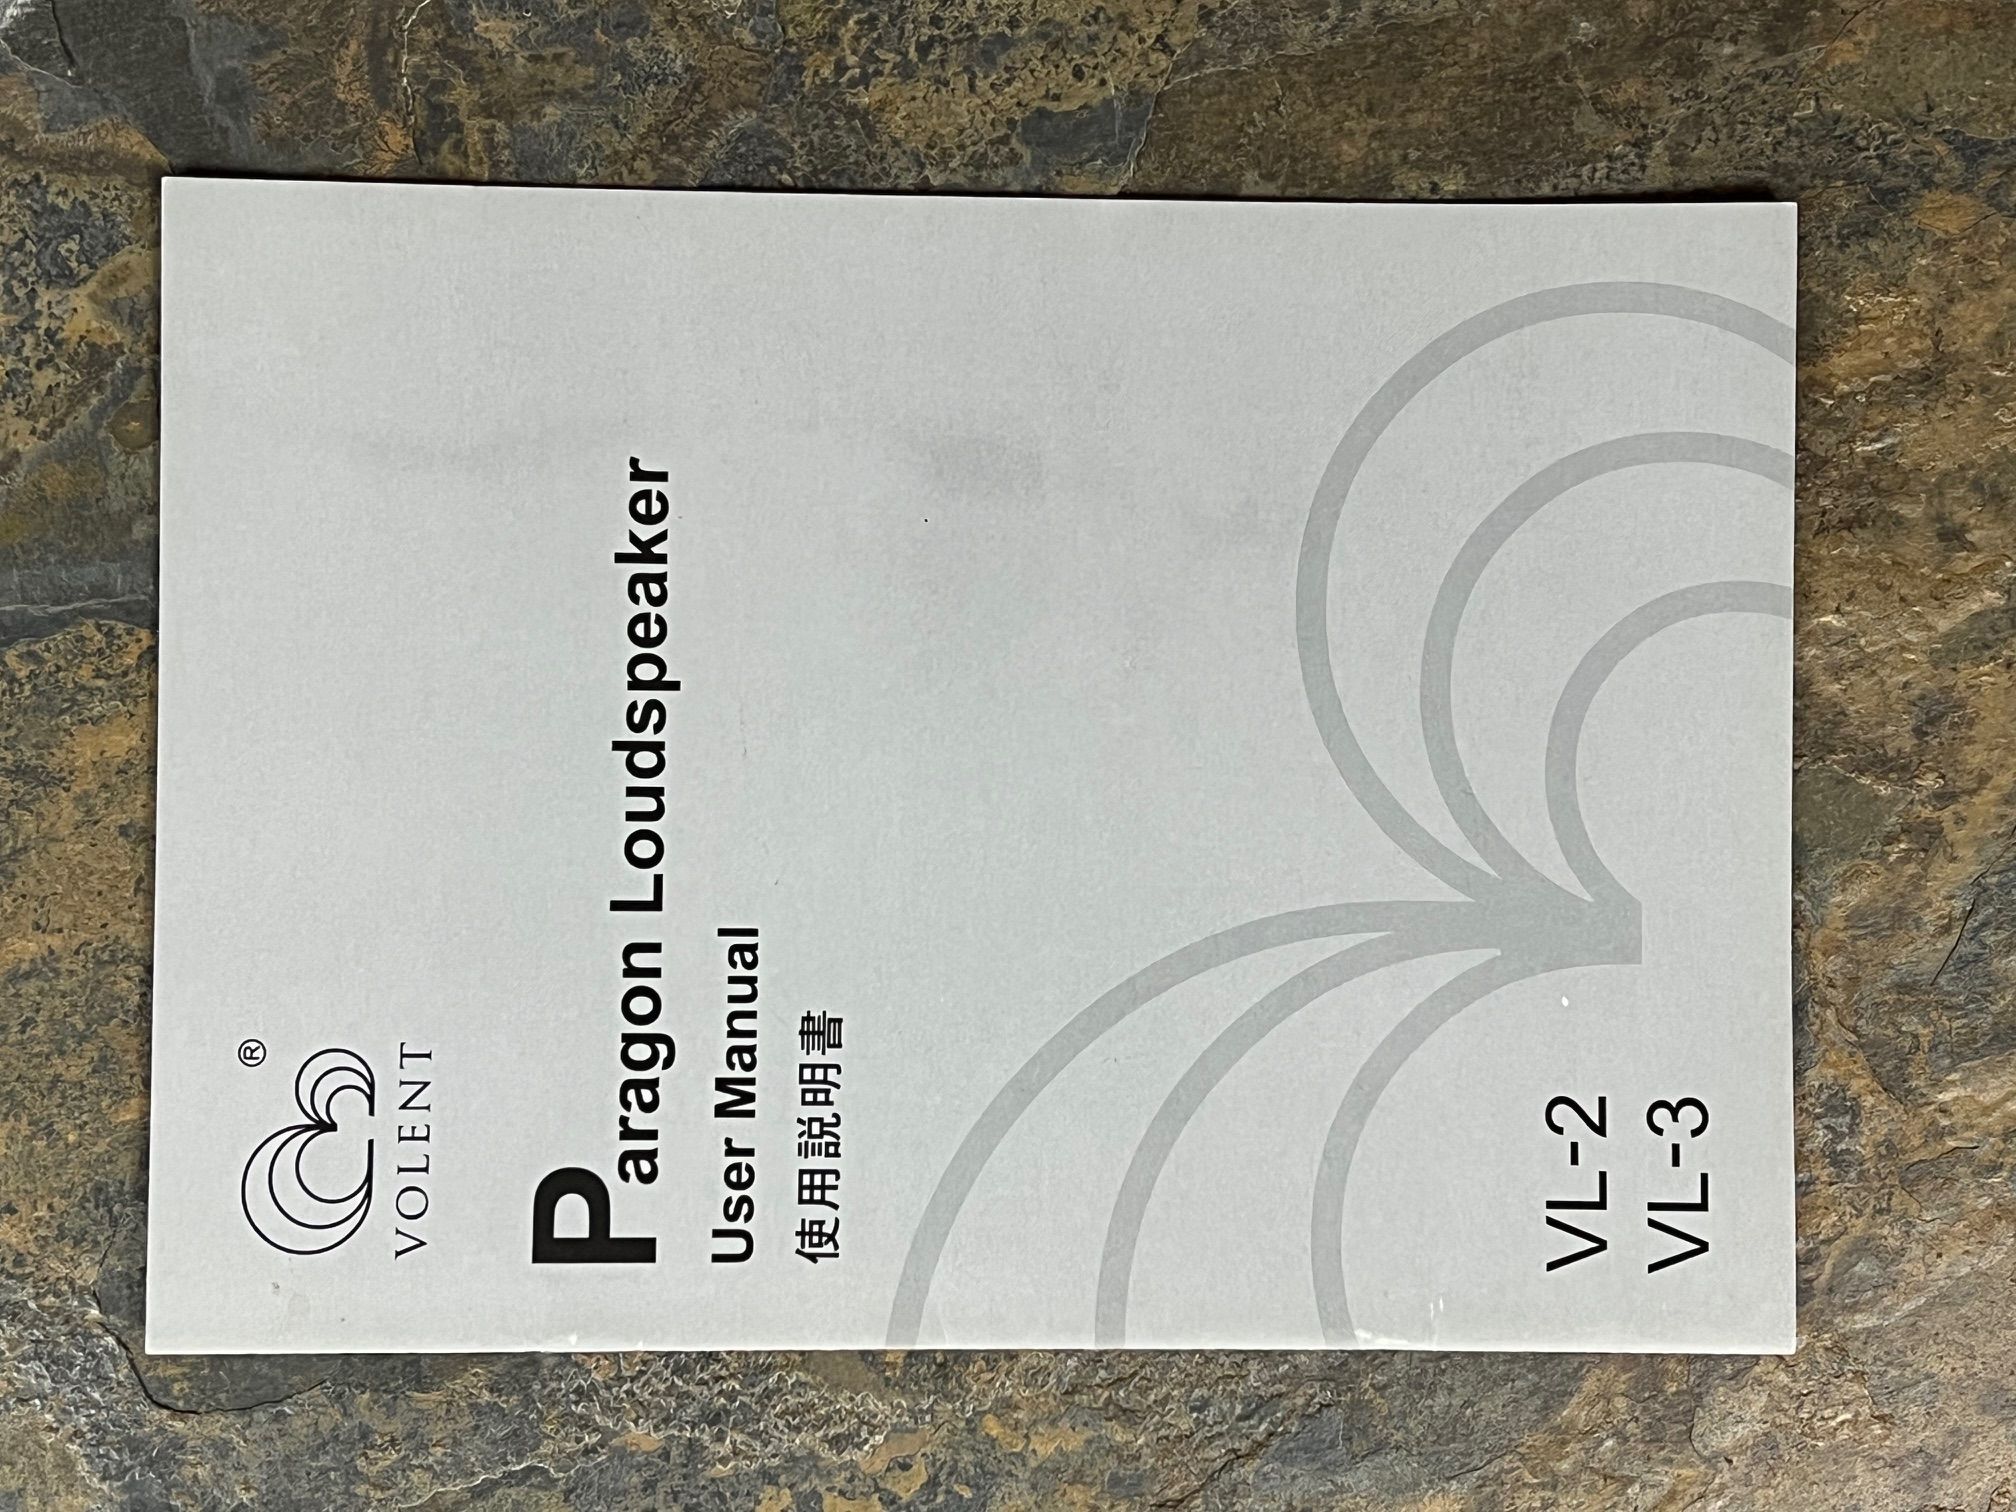 ®
VOLENT
Paragon Loudspeaker
User Manual
使用説明書
VL-2
VL-3